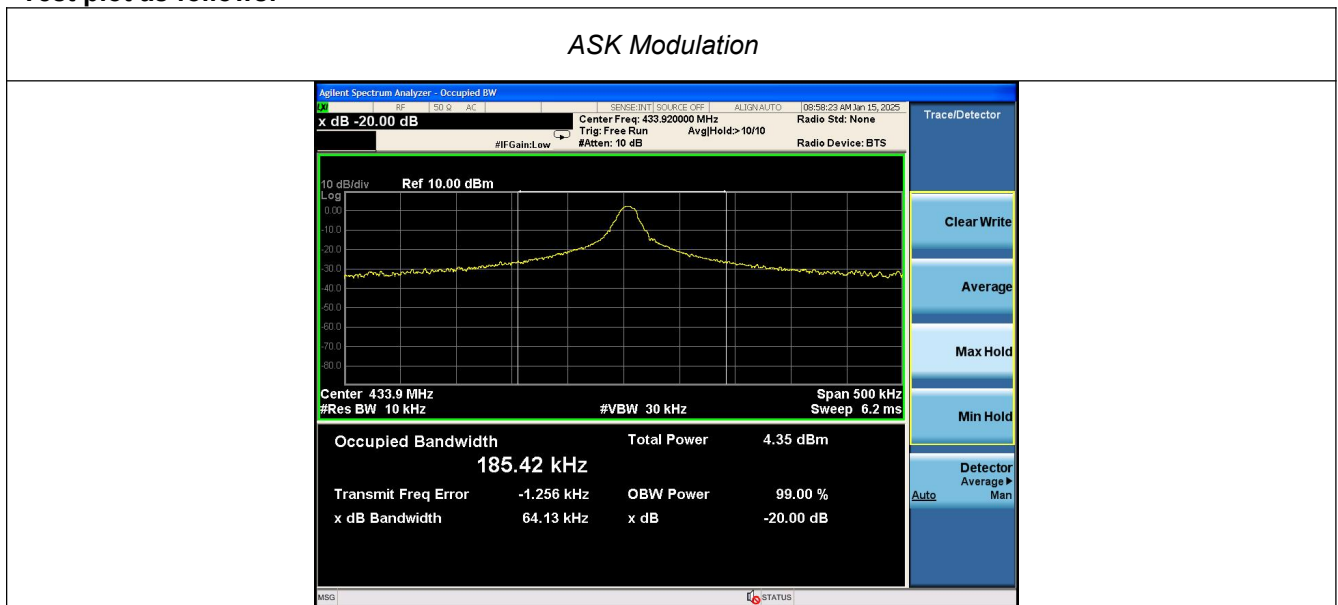 Test plot as follows:
ASK Modulation
Agilent Spectrum Analyzer - Occupied BW
RF 50 Ω AC SENSE:INT SOURCE OFF ALIGNAUTO 08:58:23 AM Jan 15, 2025
x dB -20.00 dB
Center Freq: 433.920000 MHz
Radio Std: None
Trig: Free Run Avg|Hold:> 10/10
#IFGain:Low #Atten: 10 dB Radio Device: BTS
Trace/Detector
10 dB/div Ref 10.00 dBm
Log
0.00
-10.0
-20.0
-30.0
-40.0
-50.0
-60.0
-70.0
-80.0
Clear Write
Average
Max Hold
Min Hold
Center 433.9 MHz Span 500 kHz
#Res BW 10 kHz #VBW 30 kHz Sweep 6.2 ms
Occupied Bandwidth Total Power 4.35 dBm
185.42 kHz
Transmit Freq Error -1.256 kHz OBW Power 99.00 %
x dB Bandwidth 64.13 kHz x dB -20.00 dB
Detector
Average▶
Auto Man
MSG STATUS